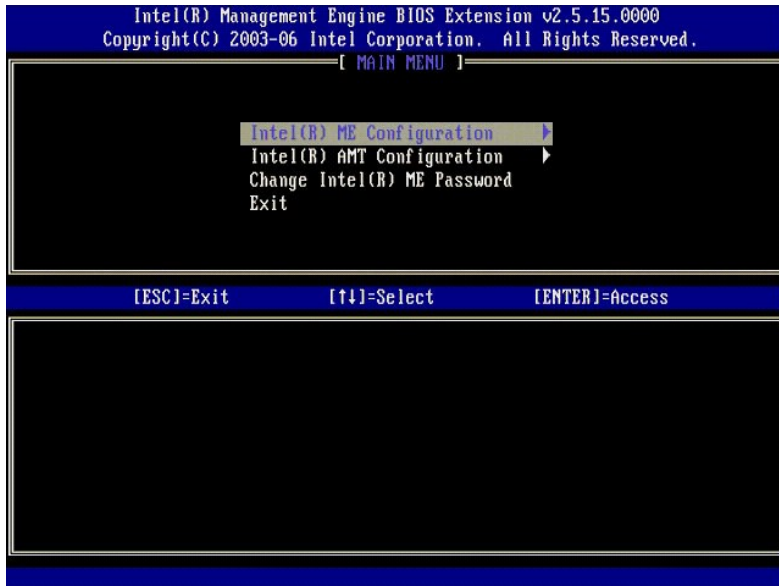 Intel(R) Management Engine BIOS Extension v2.5.15.0000
Copyright(C) 2003-06 Intel Corporation. All Rights Reserved.
[ MAIN MENU ]
Intel(R) ME Configuration ►
Intel(R) AMT Configuration ►
Change Intel(R) ME Password
Exit
[ESC]=Exit [↑↓]=Select [ENTER]=Access